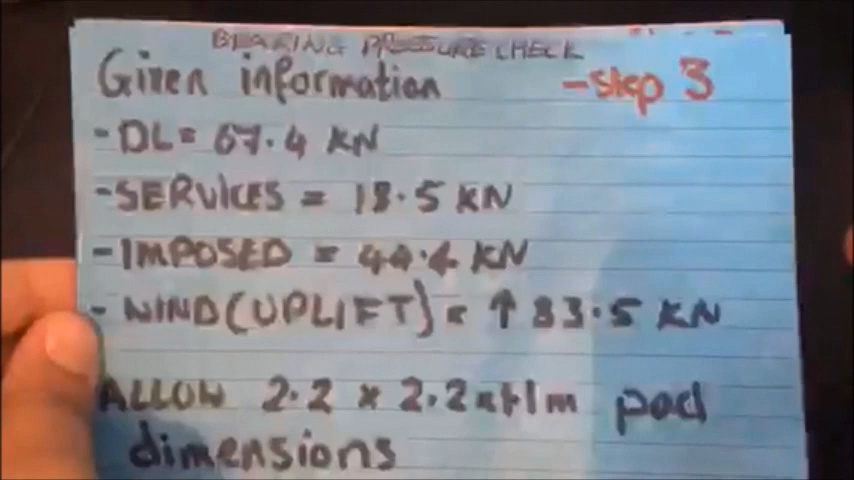 BEARING PRESSURE CHECK
Given information - Step 3
- DL = 67.4 KN
- SERVICES = 18.5 KN
- IMPOSED = 44.4 KN
- WIND (UPLIFT) = ↑ 83.5 KN
ALLOW 2.2 x 2.2 x 1m pad
dimensions